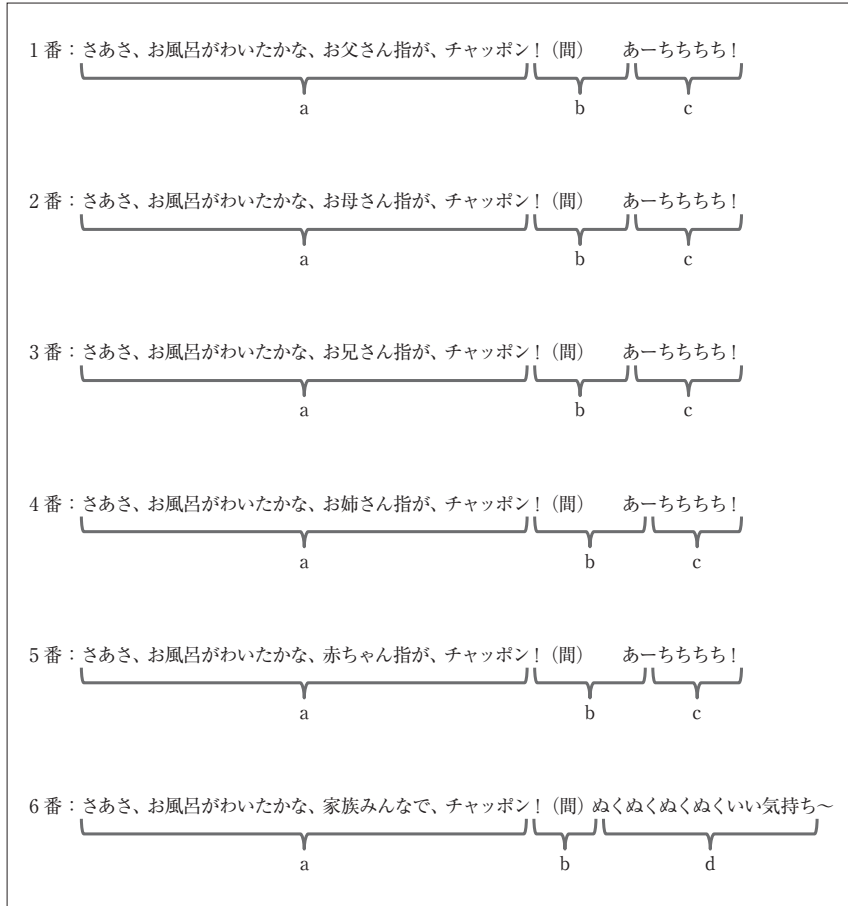 1番：さあさ、お風呂がわいたかな、お父さん指が、チャッポン！（間）　あーちちちち！
a b c
2番：さあさ、お風呂がわいたかな、お母さん指が、チャッポン！（間）　あーちちちち！
a b c
3番：さあさ、お風呂がわいたかな、お兄さん指が、チャッポン！（間）　あーちちちち！
a b c
4番：さあさ、お風呂がわいたかな、お姉さん指が、チャッポン！（間）　あーちちちち！
a b c
5番：さあさ、お風呂がわいたかな、赤ちゃん指が、チャッポン！（間）　あーちちちち！
a b c
6番：さあさ、お風呂がわいたかな、家族みんなで、チャッポン！（間）ぬくぬくぬくぬくいい気持ち〜
a b d